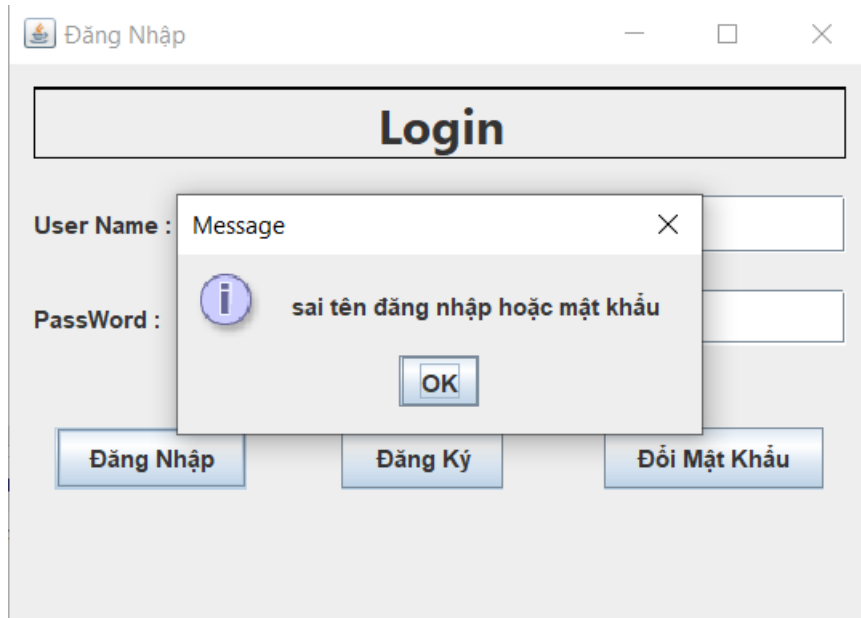 Đăng Nhập
Login
User Name :
Message
sai tên đăng nhập hoặc mật khẩu
PassWord :
OK
Đăng Nhập
Đăng Ký
Đổi Mật Khẩu